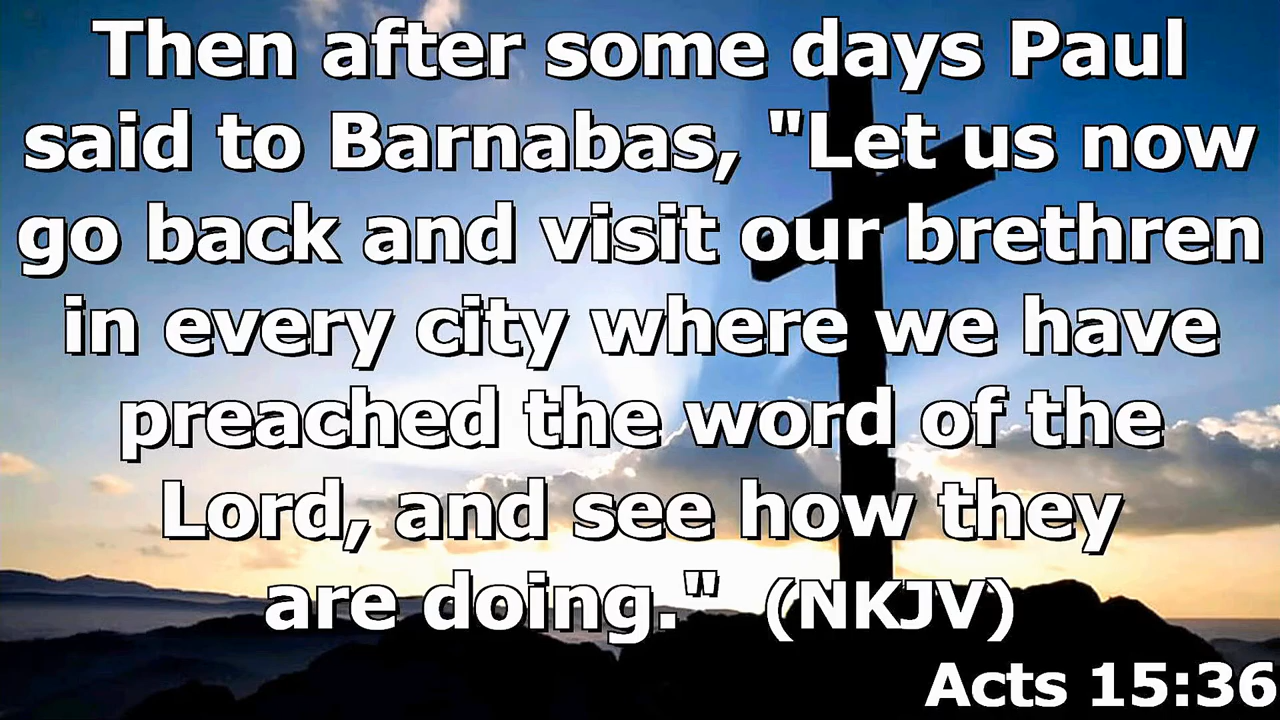 Then after some days Paul
said to Barnabas, "Let us now
go back and visit our brethren
in every city where we have
preached the word of the
Lord, and see how they
are doing." (NKJV)
Acts 15:36